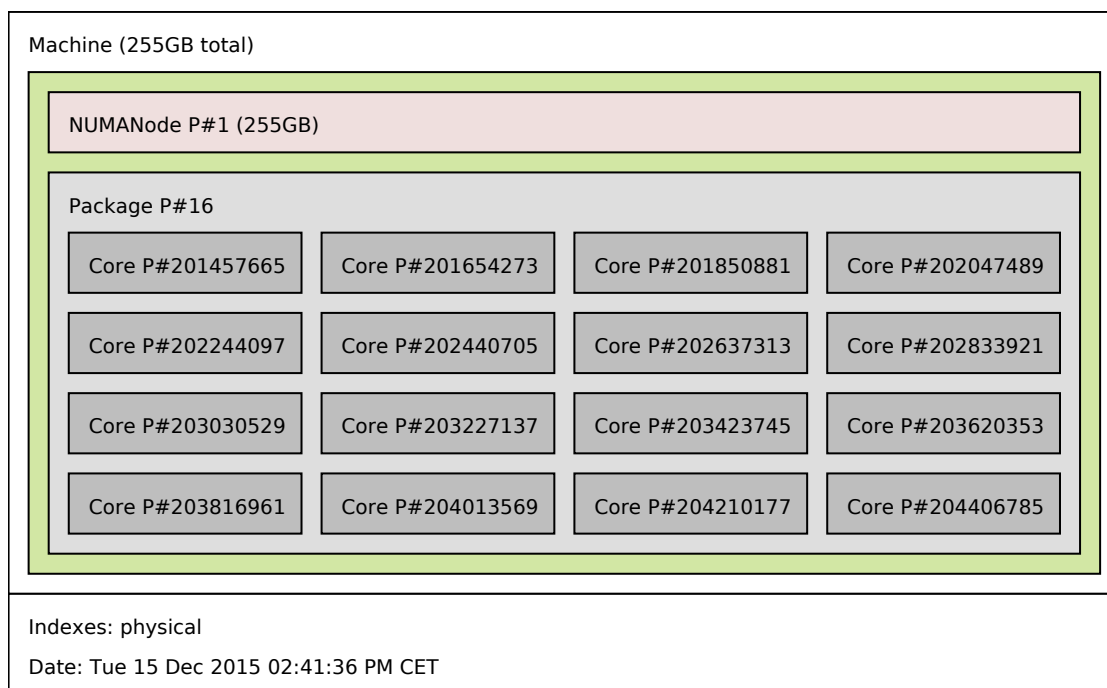 Machine (255GB total)
NUMANode P#1 (255GB)
Package P#16
Core P#201457665 Core P#201654273 Core P#201850881 Core P#202047489
Core P#202244097 Core P#202440705 Core P#202637313 Core P#202833921
Core P#203030529 Core P#203227137 Core P#203423745 Core P#203620353
Core P#203816961 Core P#204013569 Core P#204210177 Core P#204406785
Indexes: physical
Date: Tue 15 Dec 2015 02:41:36 PM CET